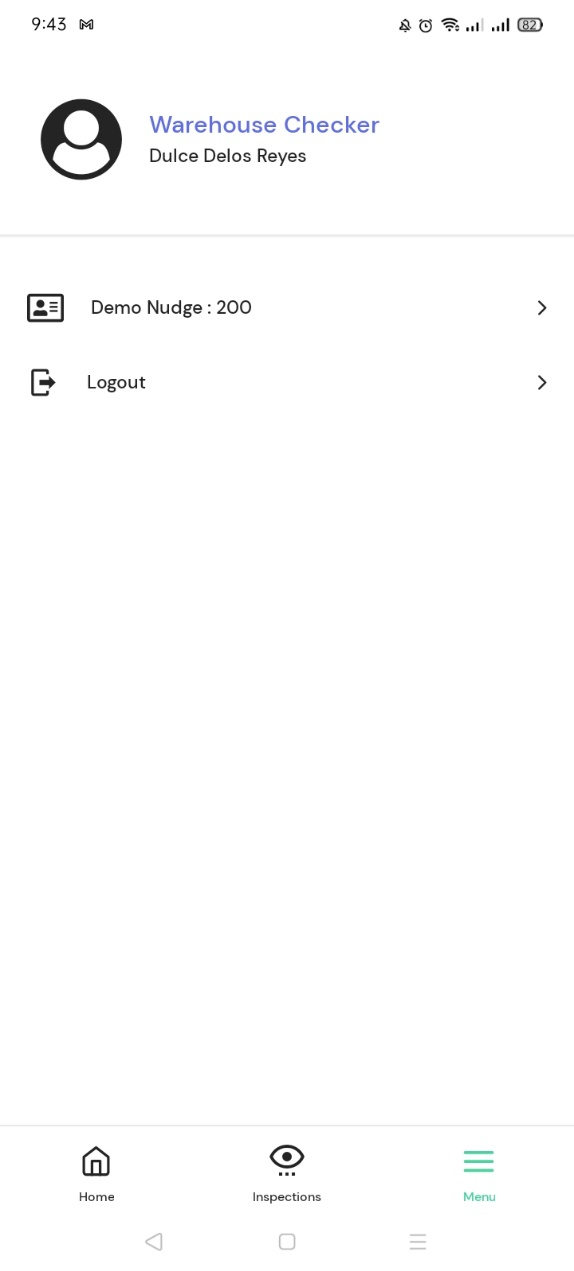 9:43
82
Warehouse Checker
Dulce Delos Reyes
Demo Nudge : 200
Logout
Home
Inspections
Menu